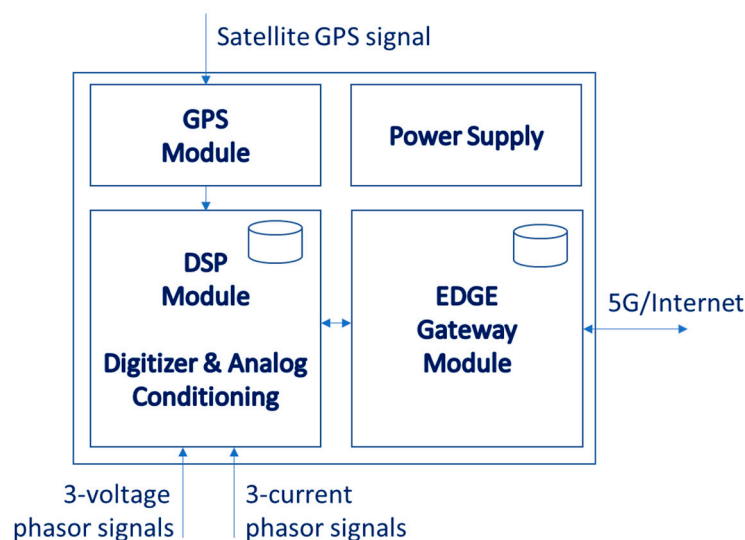 Satellite GPS signal
GPS
Module
Power Supply
DSP
Module
Digitizer & Analog
Conditioning
EDGE
Gateway
Module
5G/Internet
3-voltage
phasor signals
3-current
phasor signals